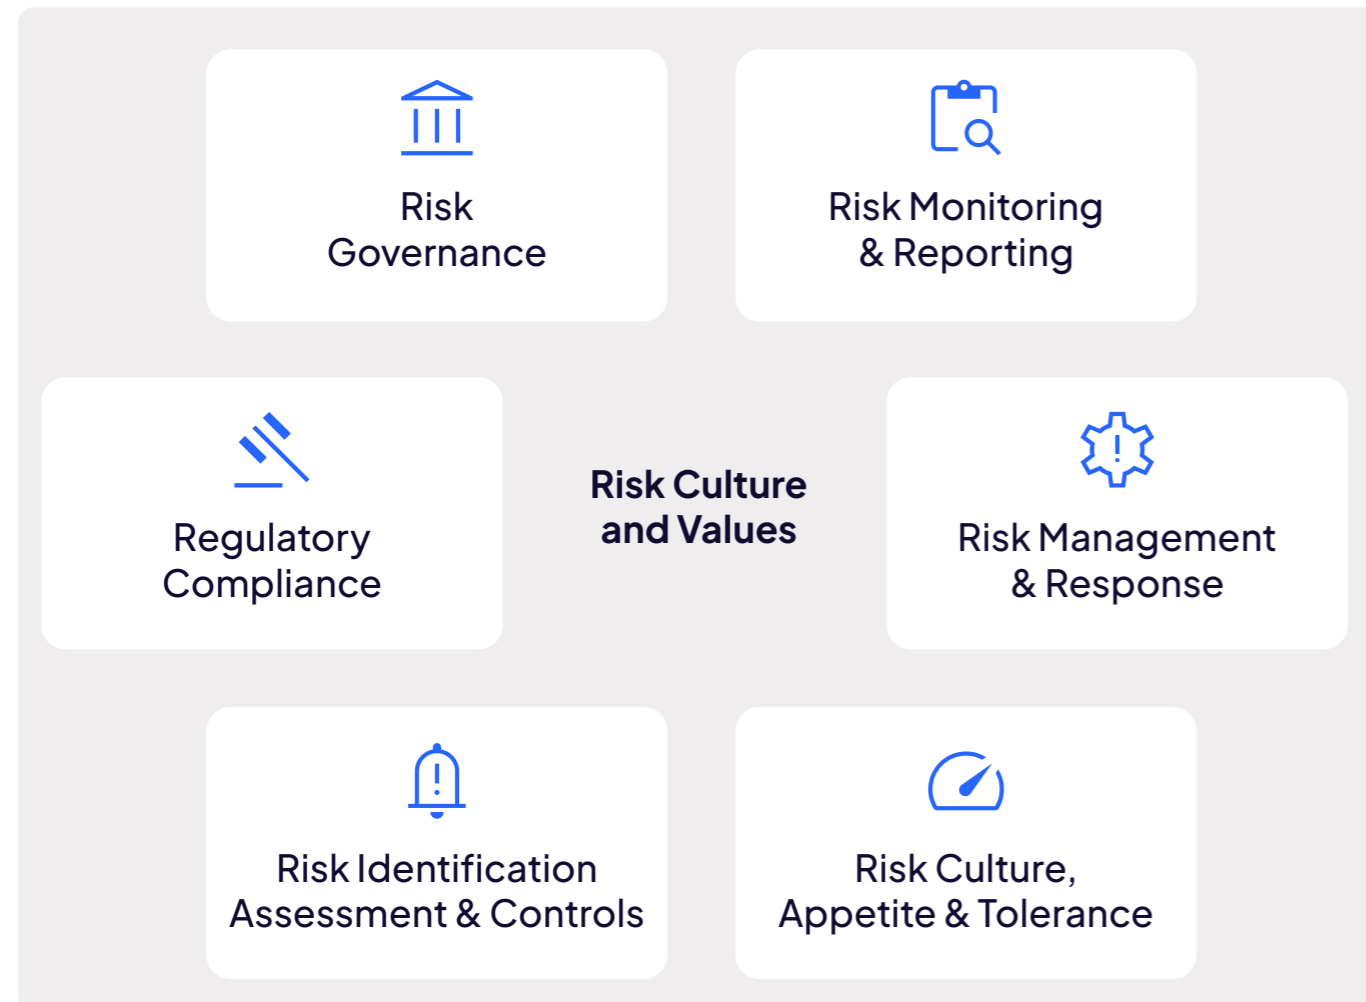 Risk
Governance
Risk Monitoring
& Reporting
Regulatory
Compliance
Risk Culture
and Values
Risk Management
& Response
Risk Identification
Assessment & Controls
Risk Culture,
Appetite & Tolerance